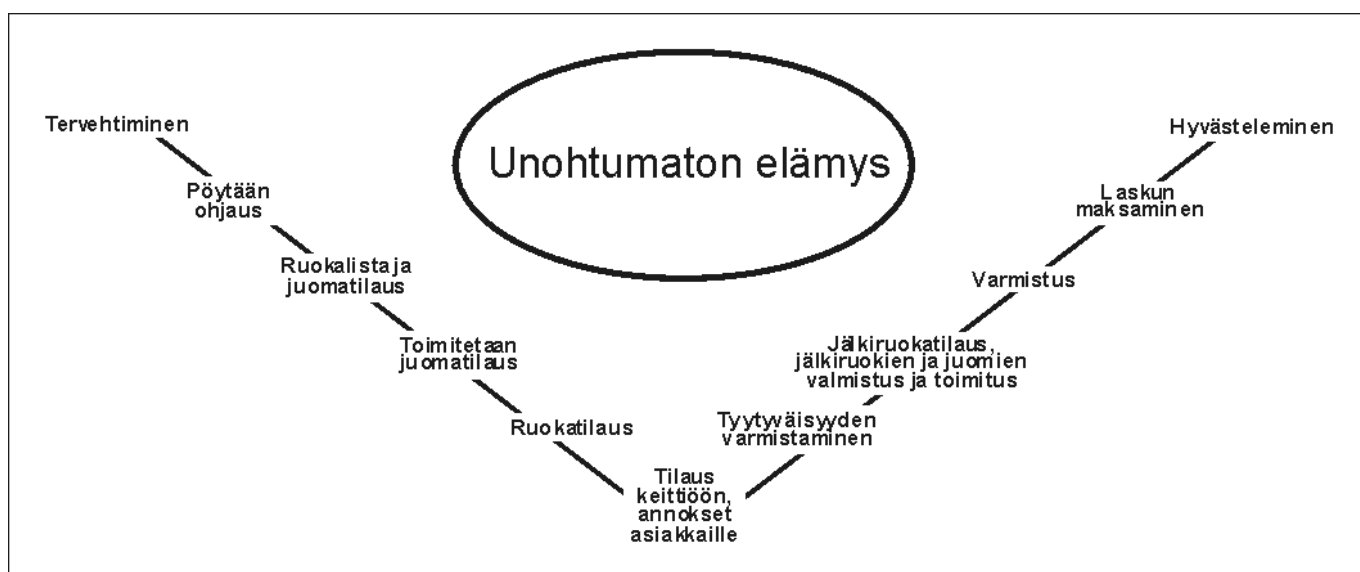 Unohtumaton elämys
Tervehtiminen
Pöytään
ohjaus
Ruokalista ja
juomatilaus
Toimitetaan
juomatilaus
Ruokatilaus
Tilaus
keittiöön,
annokset
asiakkaille
Tyytyväisyyden
varmistaminen
Jälkiruokatilaus,
jälkiruokien ja juomien
valmistus ja toimitus
Varmistus
Laskun
maksaminen
Hyvästeleminen